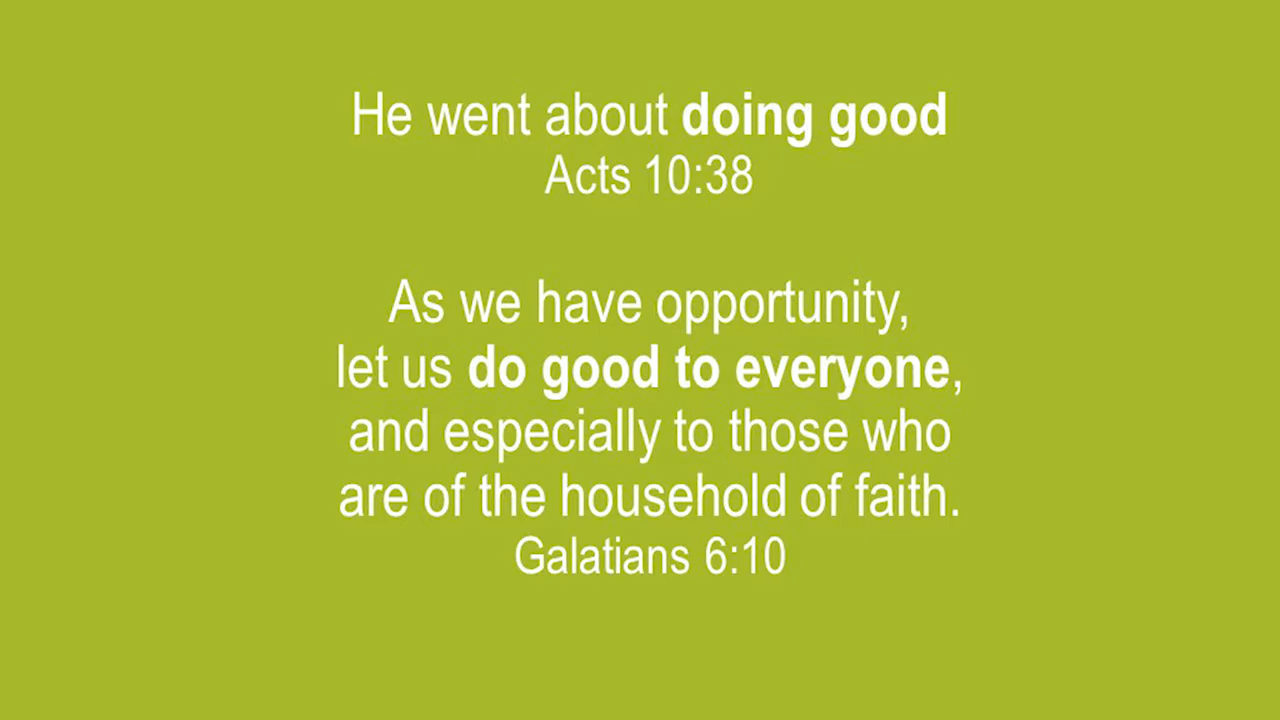 He went about doing good
Acts 10:38
As we have opportunity,
let us do good to everyone,
and especially to those who
are of the household of faith.
Galatians 6:10